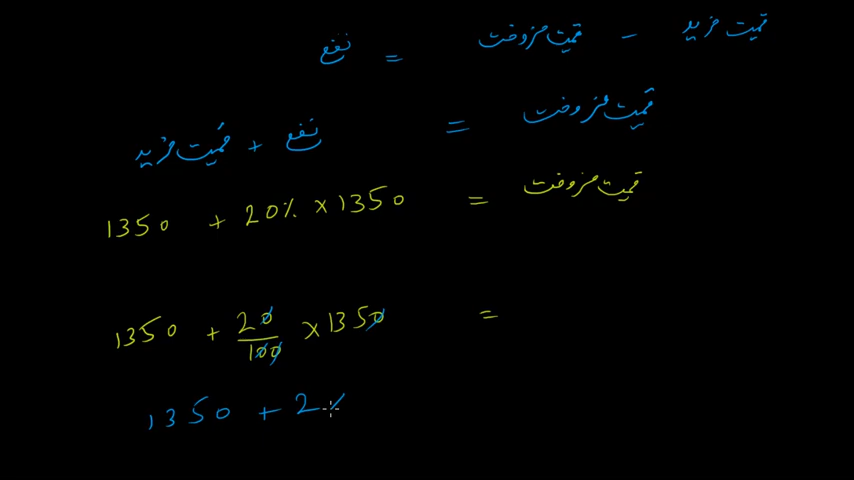 نفع = قیمت فروخت - قیمت خرید
قیمت خرید + نفع = قیمت فروخت
1350 + 20% × 1350 = قیمت فروخت
1350 + 20/100 × 1350 =
1350 + 2